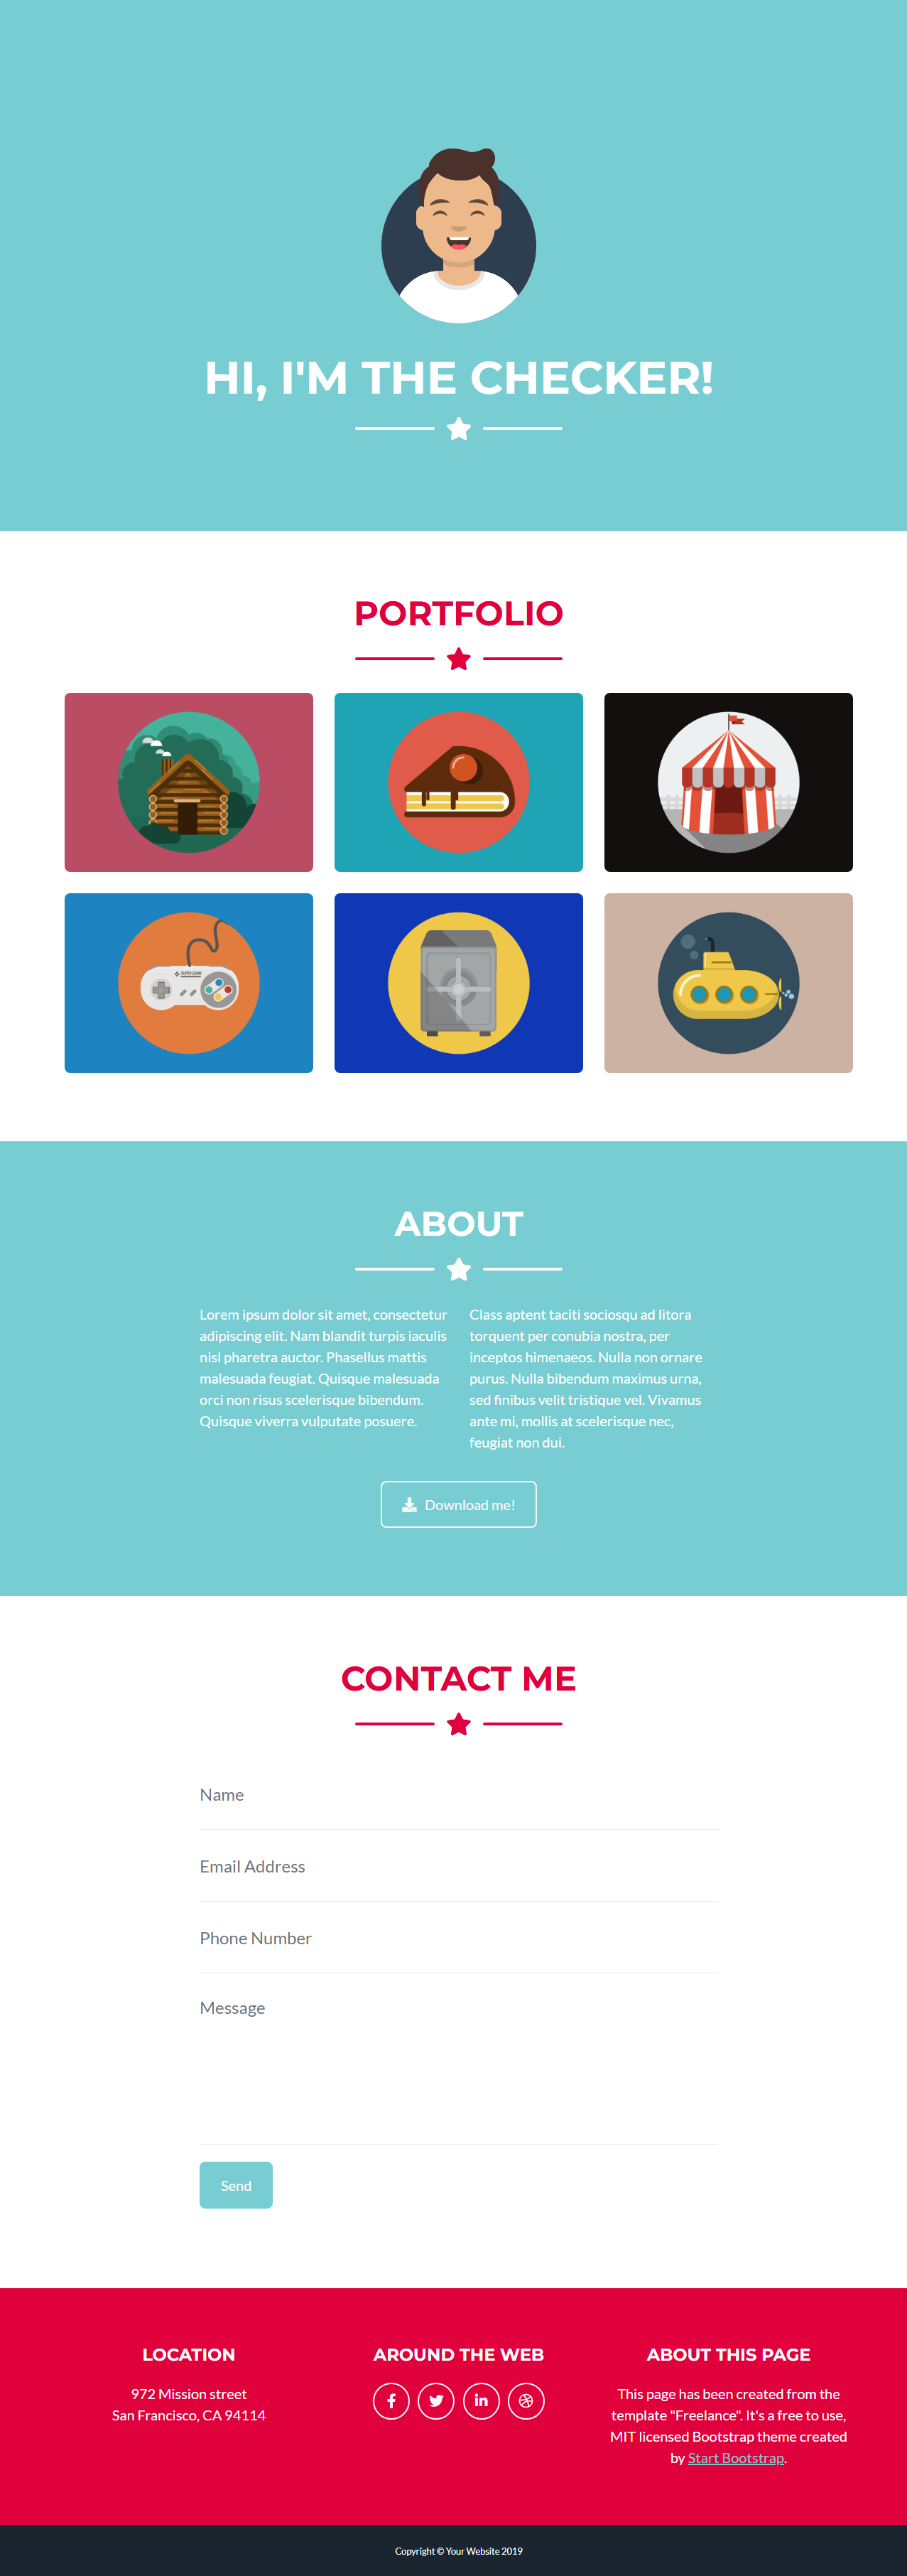 HI, I'M THE CHECKER!
PORTFOLIO
SUPER GAME
ABOUT
Lorem ipsum dolor sit amet, consectetur
adipiscing elit. Nam blandit turpis iaculis
nisl pharetra auctor. Phasellus mattis
malesuada feugiat. Quisque malesuada
orci non risus scelerisque bibendum.
Quisque viverra vulputate posuere.
Class aptent taciti sociosqu ad litora
torquent per conubia nostra, per
inceptos himenaeos. Nulla non ornare
purus. Nulla bibendum maximus urna,
sed finibus velit tristique vel. Vivamus
ante mi, mollis at scelerisque nec,
feugiat non dui.
Download me!
CONTACT ME
Name
Email Address
Phone Number
Message
Send
LOCATION
972 Mission street
San Francisco, CA 94114
AROUND THE WEB
ABOUT THIS PAGE
This page has been created from the
template "Freelance". It's a free to use,
MIT licensed Bootstrap theme created
by Start Bootstrap.
Copyright © Your Website 2019